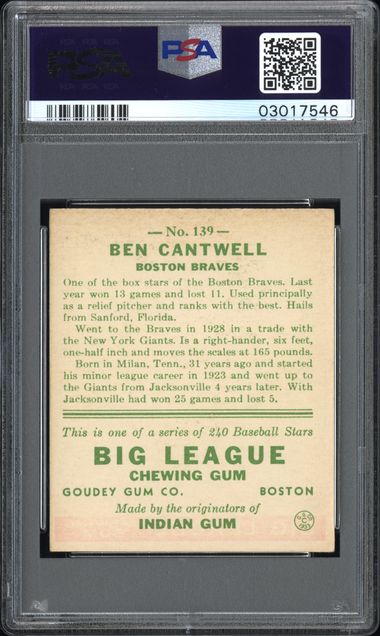 PSA
PSA
03017546
— No. 139 —
BEN CANTWELL
BOSTON BRAVES
One of the box stars of the Boston Braves. Last
year won 13 games and lost 11. Used principally
as a relief pitcher and ranks with the best. Hails
from Sanford, Florida.
Went to the Braves in 1928 in a trade with
the New York Giants. Is a right-hander, six feet,
one-half inch and moves the scales at 165 pounds.
Born in Milan, Tenn., 31 years ago and started
his minor league career in 1923 and went up to
the Giants from Jacksonville 4 years later. With
Jacksonville had won 25 games and lost 5.
This is one of a series of 240 Baseball Stars
BIG LEAGUE
CHEWING GUM
GOUDEY GUM CO. BOSTON
Made by the originators of
INDIAN GUM